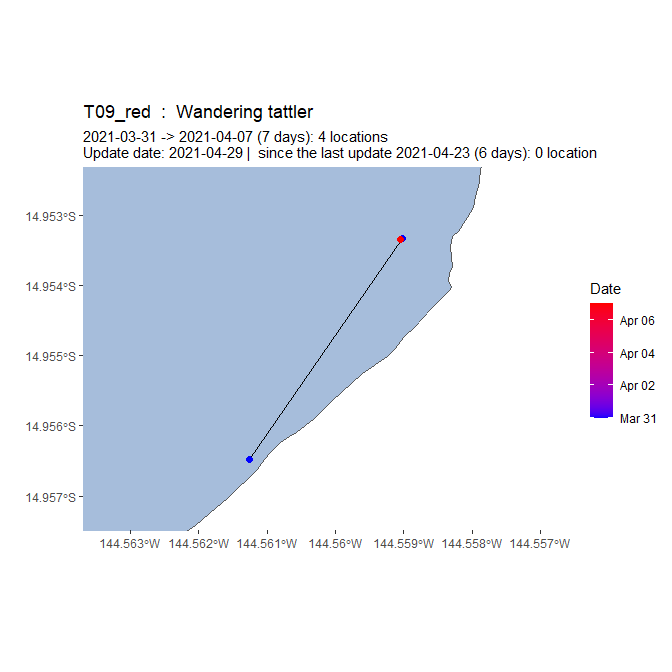 T09_red  :  Wandering tattler
2021-03-31 -> 2021-04-07 (7 days): 4 locations
Update date: 2021-04-29 |  since the last update 2021-04-23 (6 days): 0 location
14.953°S
14.954°S
14.955°S
14.956°S
14.957°S
144.563°W 144.562°W 144.561°W 144.56°W 144.559°W 144.558°W 144.557°W
Date
Apr 06
Apr 04
Apr 02
Mar 31